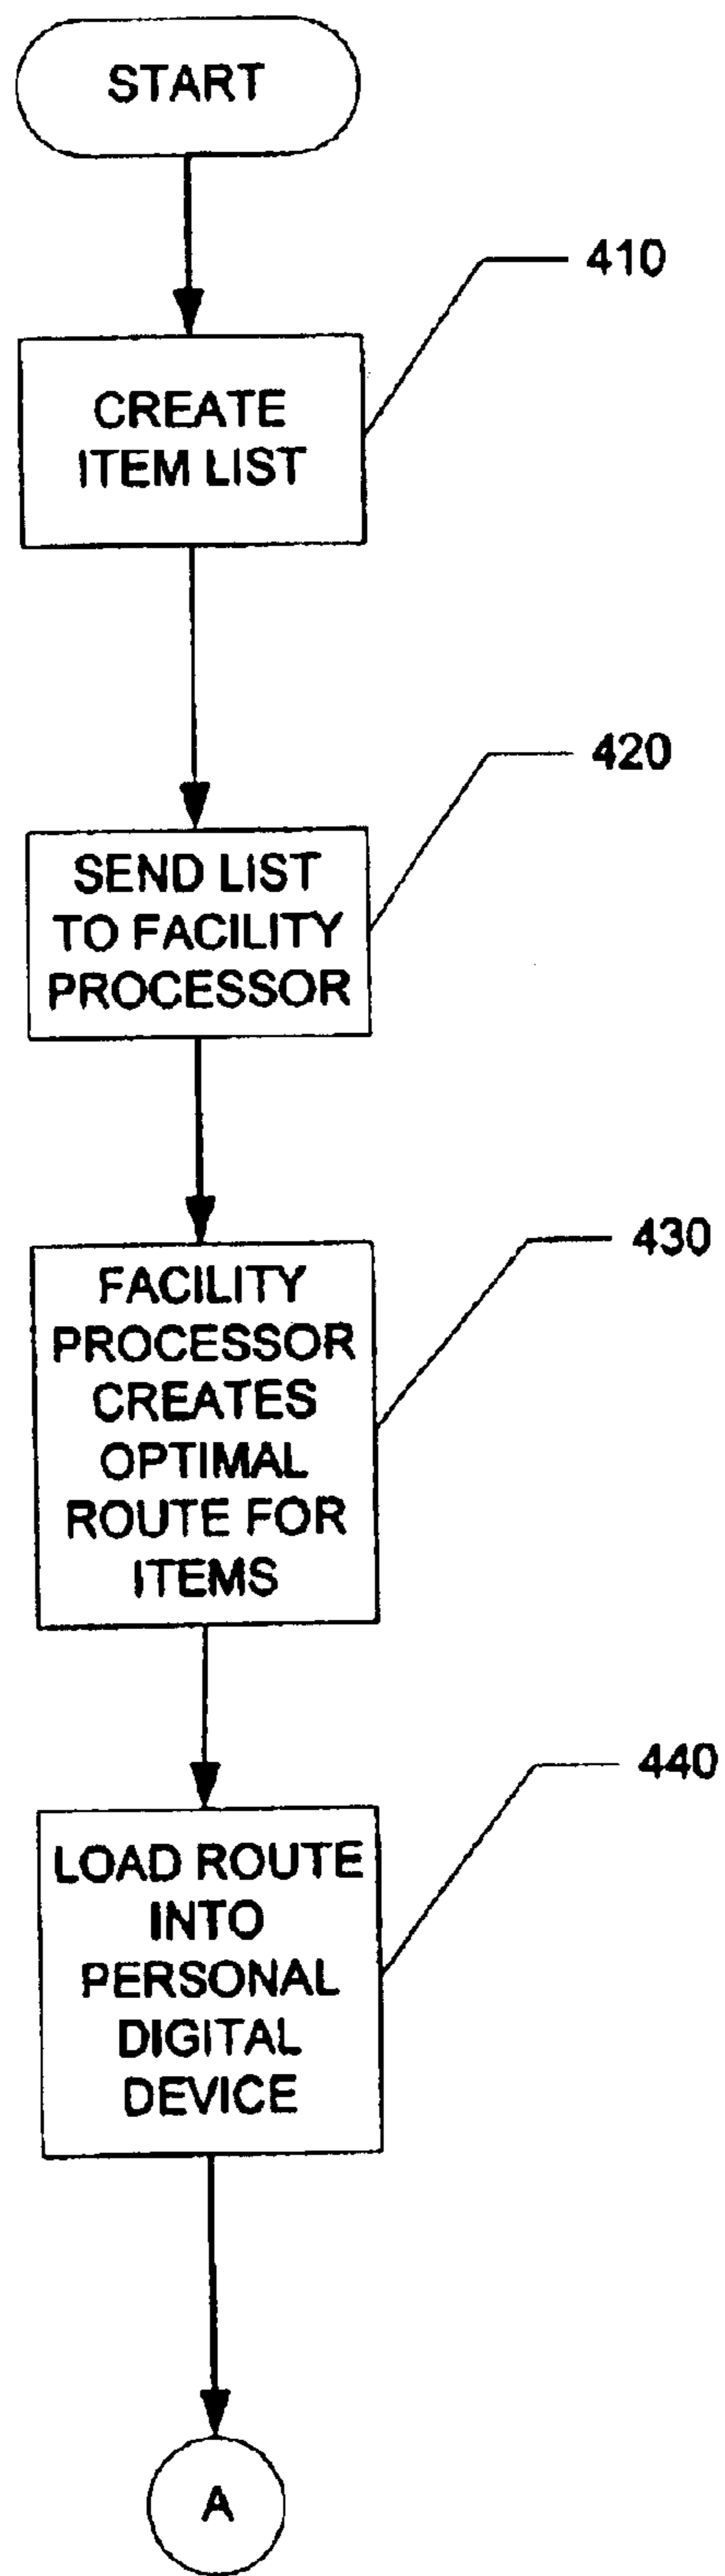 START
410
CREATE
ITEM LIST
420
SEND LIST
TO FACILITY
PROCESSOR
430
FACILITY
PROCESSOR
CREATES
OPTIMAL
ROUTE FOR
ITEMS
440
LOAD ROUTE
INTO
PERSONAL
DIGITAL
DEVICE
A